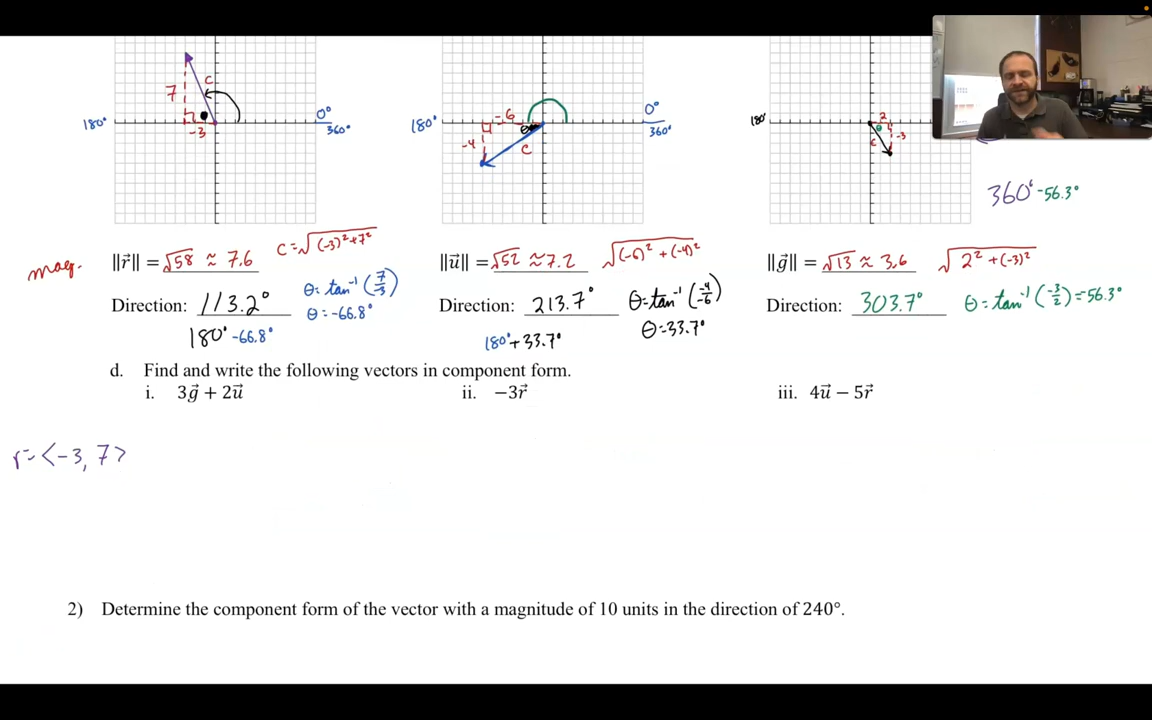 7 c
-3
180° 0°
360°
-6
-4 c
180° 0°
360°
2
θ -3
c
180°
360° -56.3°
mag. ‖r⃗‖ = √58 ≈ 7.6 c = √(-3)² + 7²
‖u⃗‖ = √52 ≈ 7.2 √(-6)² + (-4)²
‖g⃗‖ = √13 ≈ 3.6 √2² + (-3)²
Direction: 113.2° θ = tan⁻¹ (7/-3)
θ = -66.8°
180° -66.8°
Direction: 213.7° θ = tan⁻¹ (-4/-6)
θ = 33.7°
180° + 33.7°
Direction: 303.7° θ = tan⁻¹ (-3/2) = 56.3°
d. Find and write the following vectors in component form.
i. 3g⃗ + 2u⃗ ii. −3r⃗ iii. 4u⃗ − 5r⃗
r = <-3, 7>
2) Determine the component form of the vector with a magnitude of 10 units in the direction of 240°.